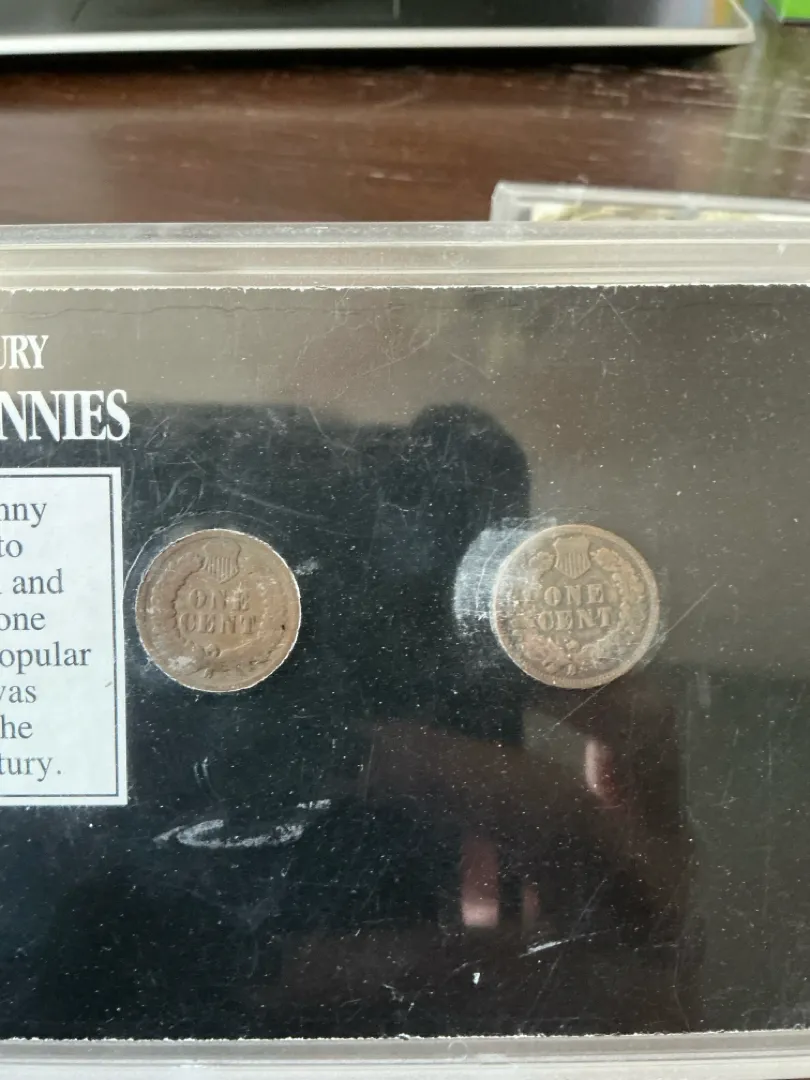 URY
NNIES
nny
to
and
one
opular
vas
he
tury.
ONE
CENT
ONE
CENT